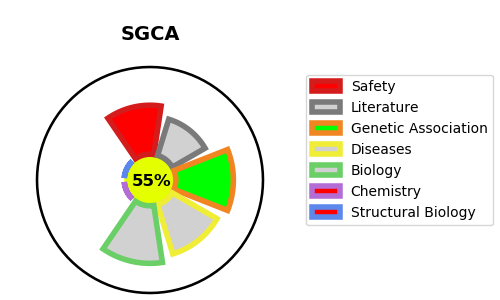 SGCA
55%
Safety
Literature
Genetic Association
Diseases
Biology
Chemistry
Structural Biology